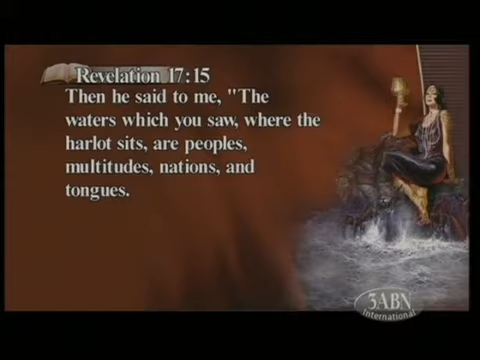 Revelation 17:15
Then he said to me, "The
waters which you saw, where the
harlot sits, are peoples,
multitudes, nations, and
tongues.
3ABN
International